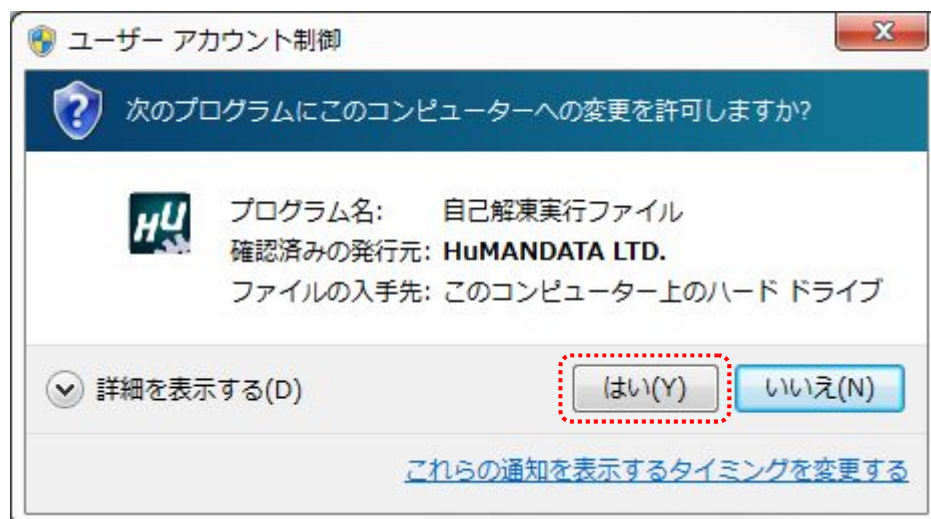 ユーザー アカウント制御
次のプログラムにこのコンピューターへの変更を許可しますか?
HU
プログラム名: 自己解凍実行ファイル
確認済みの発行元: HuMANDATA LTD.
ファイルの入手先: このコンピューター上のハード ドライブ
詳細を表示する(D) はい(Y) いいえ(N)
これらの通知を表示するタイミングを変更する